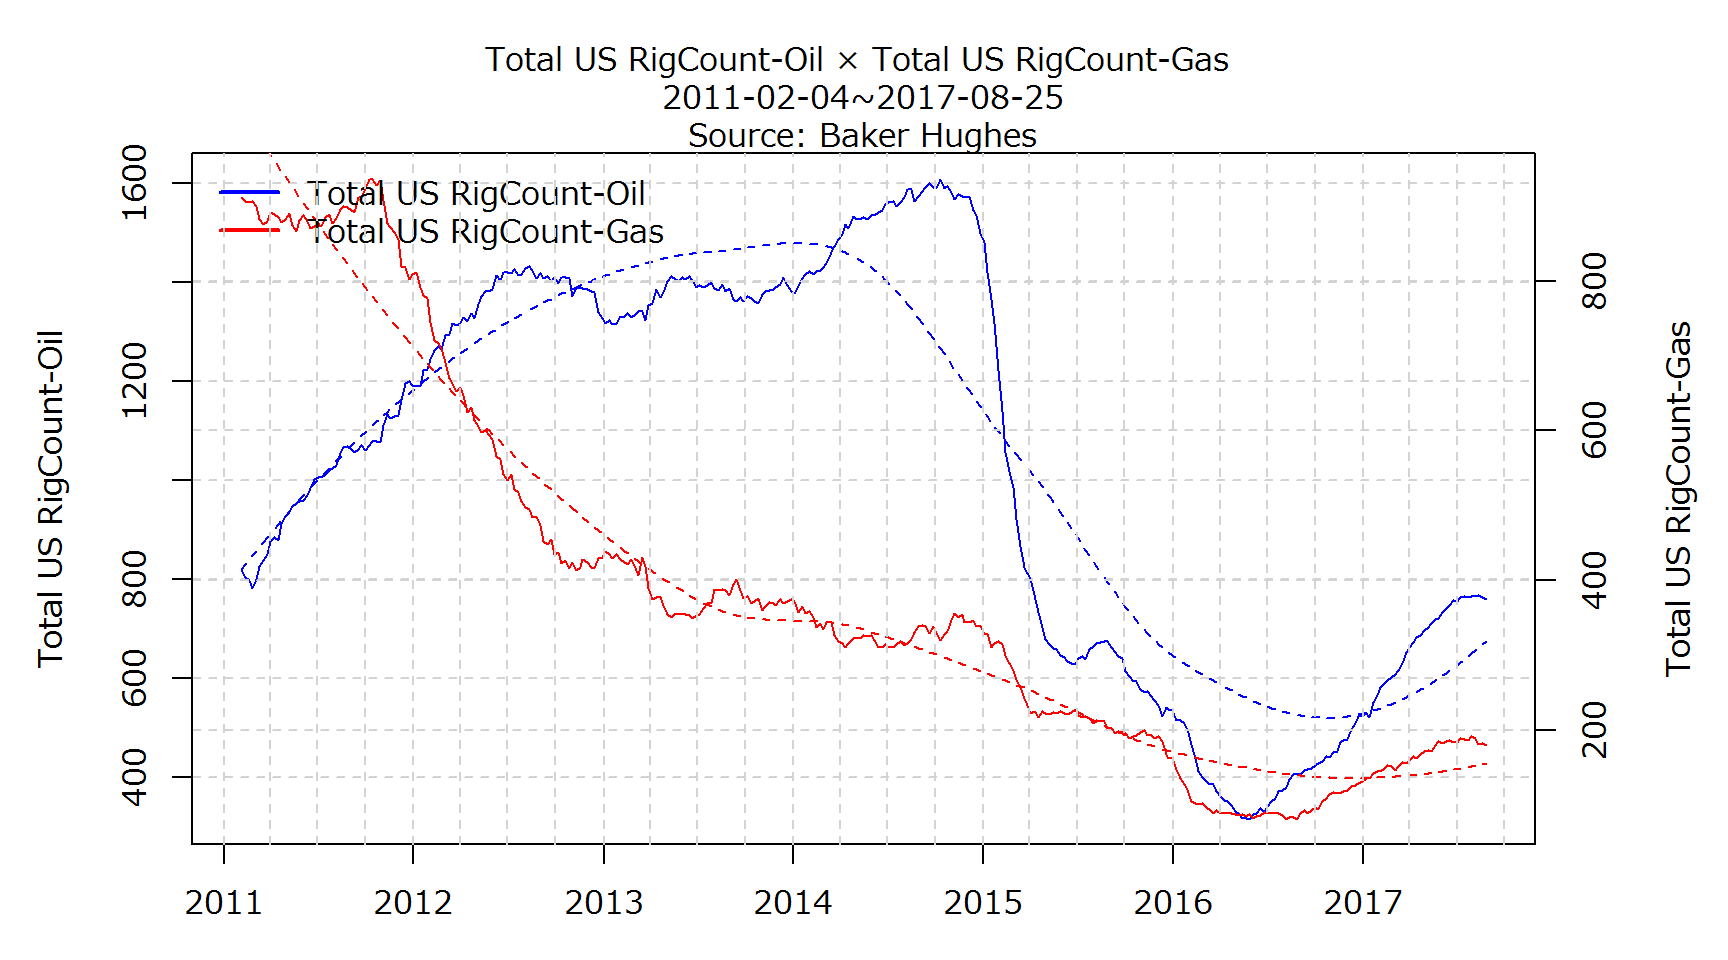 Total US RigCount-Oil × Total US RigCount-Gas
2011-02-04~2017-08-25
Source: Baker Hughes
Total US RigCount-Oil
Total US RigCount-Gas
Total US RigCount-Oil
1600
1200
800
600
400
Total US RigCount-Gas
800
600
400
200
2011 2012 2013 2014 2015 2016 2017